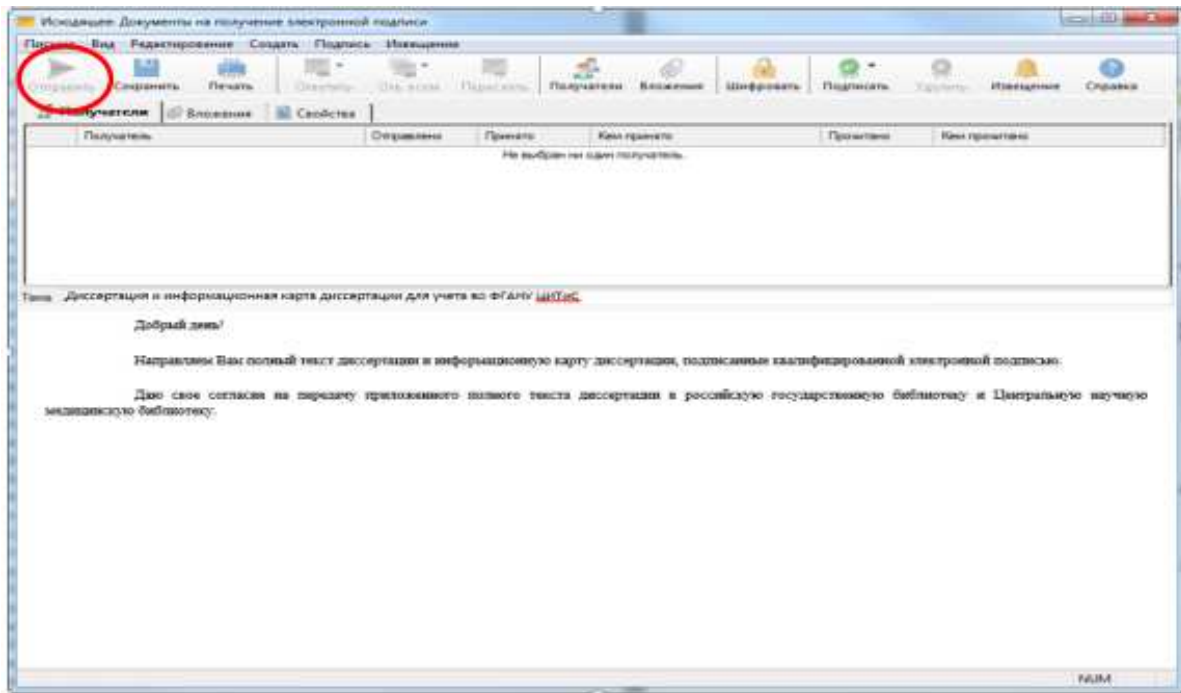 Исходящее: Документы на получение электронной подписи
Письмо Вид Редактирование Создать Подпись Извещение
Отправить Сохранить Печать Ответить Отв. всем Переслать Получатели Вложения Шифровать Подписать Удалить Извещение Справка
Получатели Вложения Свойства
Получатель Отправлено Принято Кем принято Прочитано Кем прочитано
Не выбран ни один получатель.
Тема: Диссертация и информационная карта диссертации для учета во ФГАНУ ЦИТиС
Добрый день!
Направляем Вам полный текст диссертации и информационную карту диссертации, подписанные квалифицированной электронной подписью.
Даю свое согласия на передачу приложенного полного текста диссертации в российскую государственную библиотеку и Центральную научную
медицинскую библиотеку.
NUM